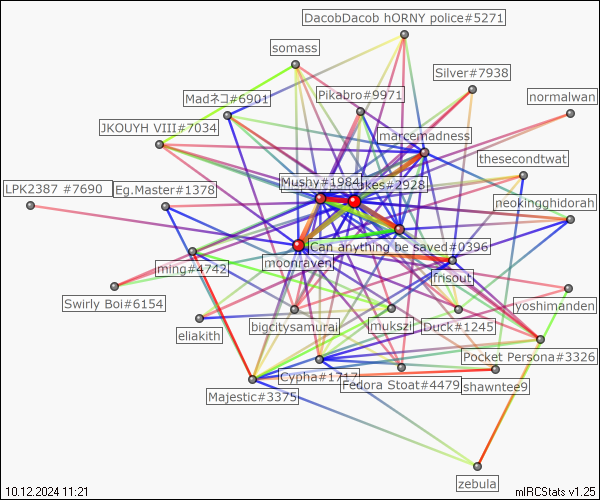 DacobDacob hORNY police#5271
somass
Silver#7938
Madネコ#6901
Pikabro#9971
normalwan
JKOUYH VIII#7034
marcemadness
thesecondtwat
LPK2387 #7690
Eg.Master#1378
Mushy#1984
akes#2928
neokingghidorah
Can anything be saved#0396
ming#4742
moonraven
frisout
Swirly Boi#6154
yoshimanden
eliakith
bigcitysamurai
mukszi
Duck#1245
Pocket Persona#3326
Cypha#1717
Fedora Stoat#4479
shawntee9
Majestic#3375
zebula
10.12.2024 11:21
mIRCStats v1.25